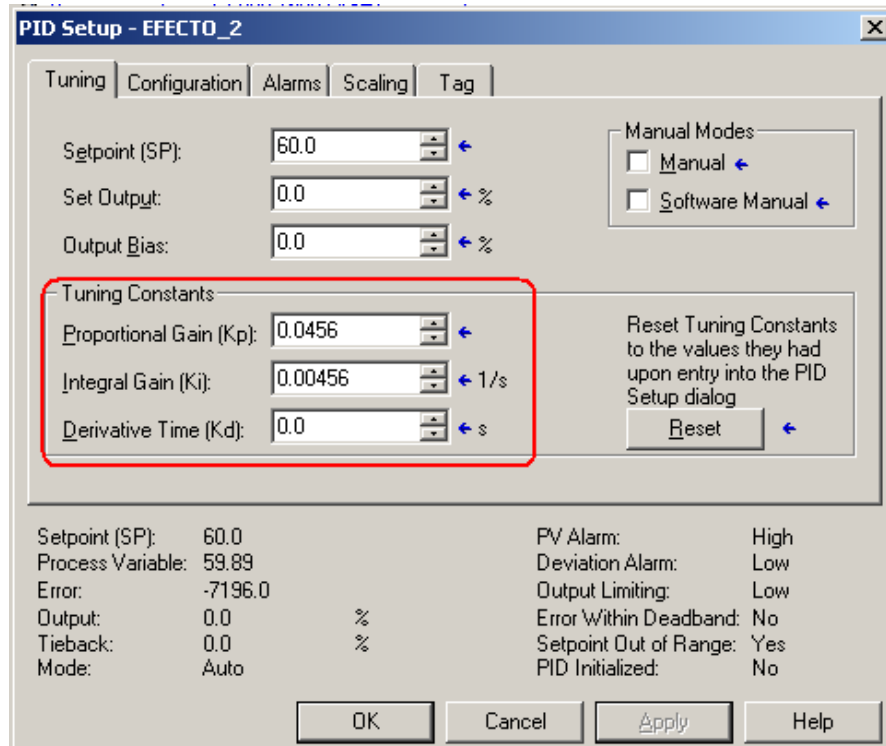 PID Setup - EFECTO_2
Tuning Configuration Alarms Scaling Tag
Setpoint (SP): 60.0
Set Output: 0.0 %
Output Bias: 0.0 %
Manual Modes
Manual
Software Manual
Tuning Constants
Proportional Gain (Kp): 0.0456
Integral Gain (Ki): 0.00456 1/s
Derivative Time (Kd): 0.0 s
Reset Tuning Constants
to the values they had
upon entry into the PID
Setup dialog
Reset
Setpoint (SP): 60.0
Process Variable: 59.89
Error: -7196.0
Output: 0.0 %
Tieback: 0.0 %
Mode: Auto
PV Alarm: High
Deviation Alarm: Low
Output Limiting: Low
Error Within Deadband: No
Setpoint Out of Range: Yes
PID Initialized: No
OK Cancel Apply Help